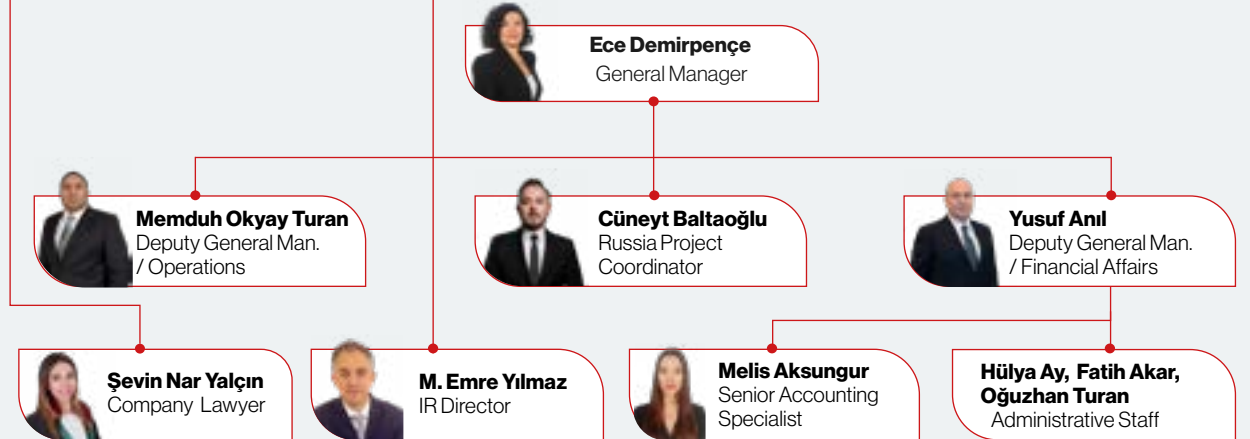 Ece Demirpençe
General Manager
Memduh Okyay Turan
Deputy General Man.
/ Operations
Cüneyt Baltaoğlu
Russia Project
Coordinator
Yusuf Anıl
Deputy General Man.
/ Financial Affairs
Şevin Nar Yalçın
Company Lawyer
M. Emre Yılmaz
IR Director
Melis Aksungur
Senior Accounting
Specialist
Hülya Ay, Fatih Akar,
Oğuzhan Turan
Administrative Staff